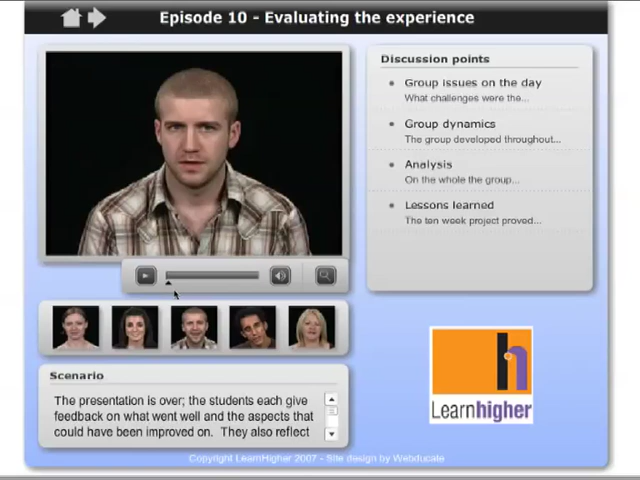 Episode 10 - Evaluating the experience
Discussion points
Group issues on the day
What challenges were the...
Group dynamics
The group developed throughout...
Analysis
On the whole the group...
Lessons learned
The ten week project proved...
Scenario
The presentation is over; the students each give
feedback on what went well and the aspects that
could have been improved on. They also reflect
h
Learnhigher
Copyright LearnHigher 2007 - Site design by Webducate